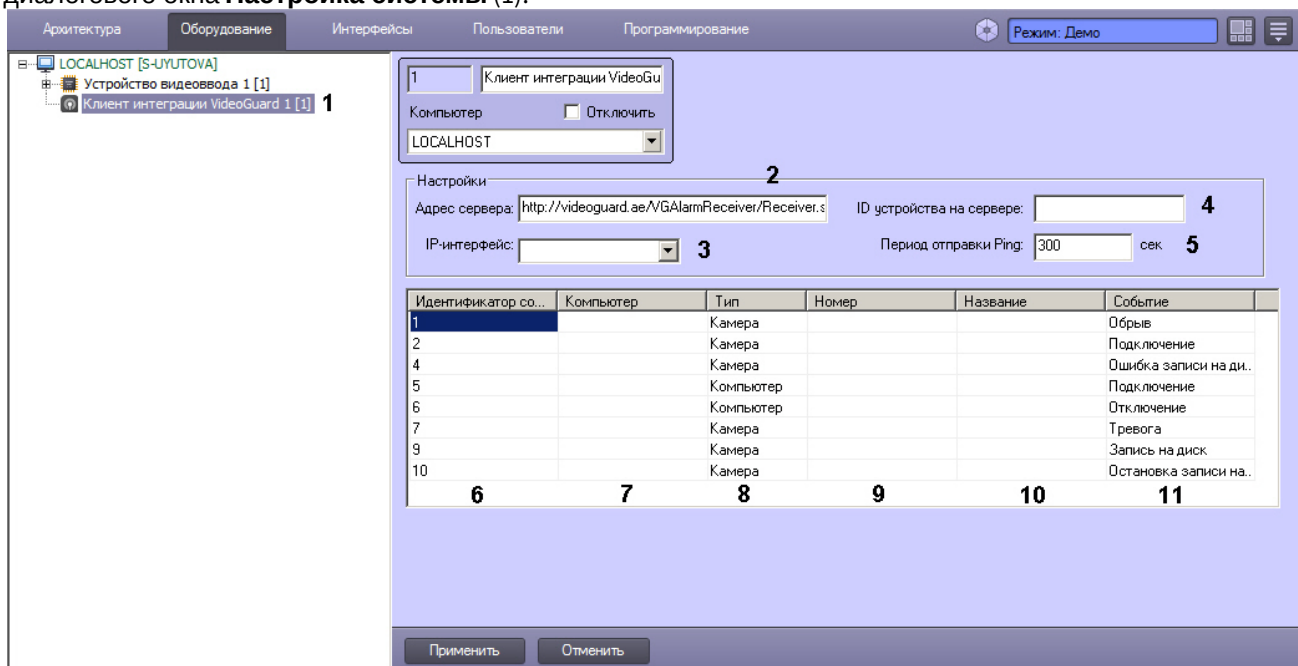 диалогового окна Настройка системы (1).
Архитектура Оборудование Интерфейсы Пользователи Программирование Режим: Демо
LOCALHOST [S-UYUTOVA]
Устройство видеоввода 1 [1]
Клиент интеграции VideoGuard 1 [1] 1
1 Клиент интеграции VideoGu
Компьютер Отключить
LOCALHOST
Настройки 2
Адрес сервера: http://videoguard.ae/VGAlarmReceiver/Receiver.s ID устройства на сервере: 4
IP-интерфейс: 3 Период отправки Ping: 300 сек 5
Идентификатор со... Компьютер Тип Номер Название Событие
1 Камера Обрыв
2 Камера Подключение
4 Камера Ошибка записи на ди..
5 Компьютер Подключение
6 Компьютер Отключение
7 Камера Тревога
9 Камера Запись на диск
10 Камера Остановка записи на..
6 7 8 9 10 11
Применить Отменить